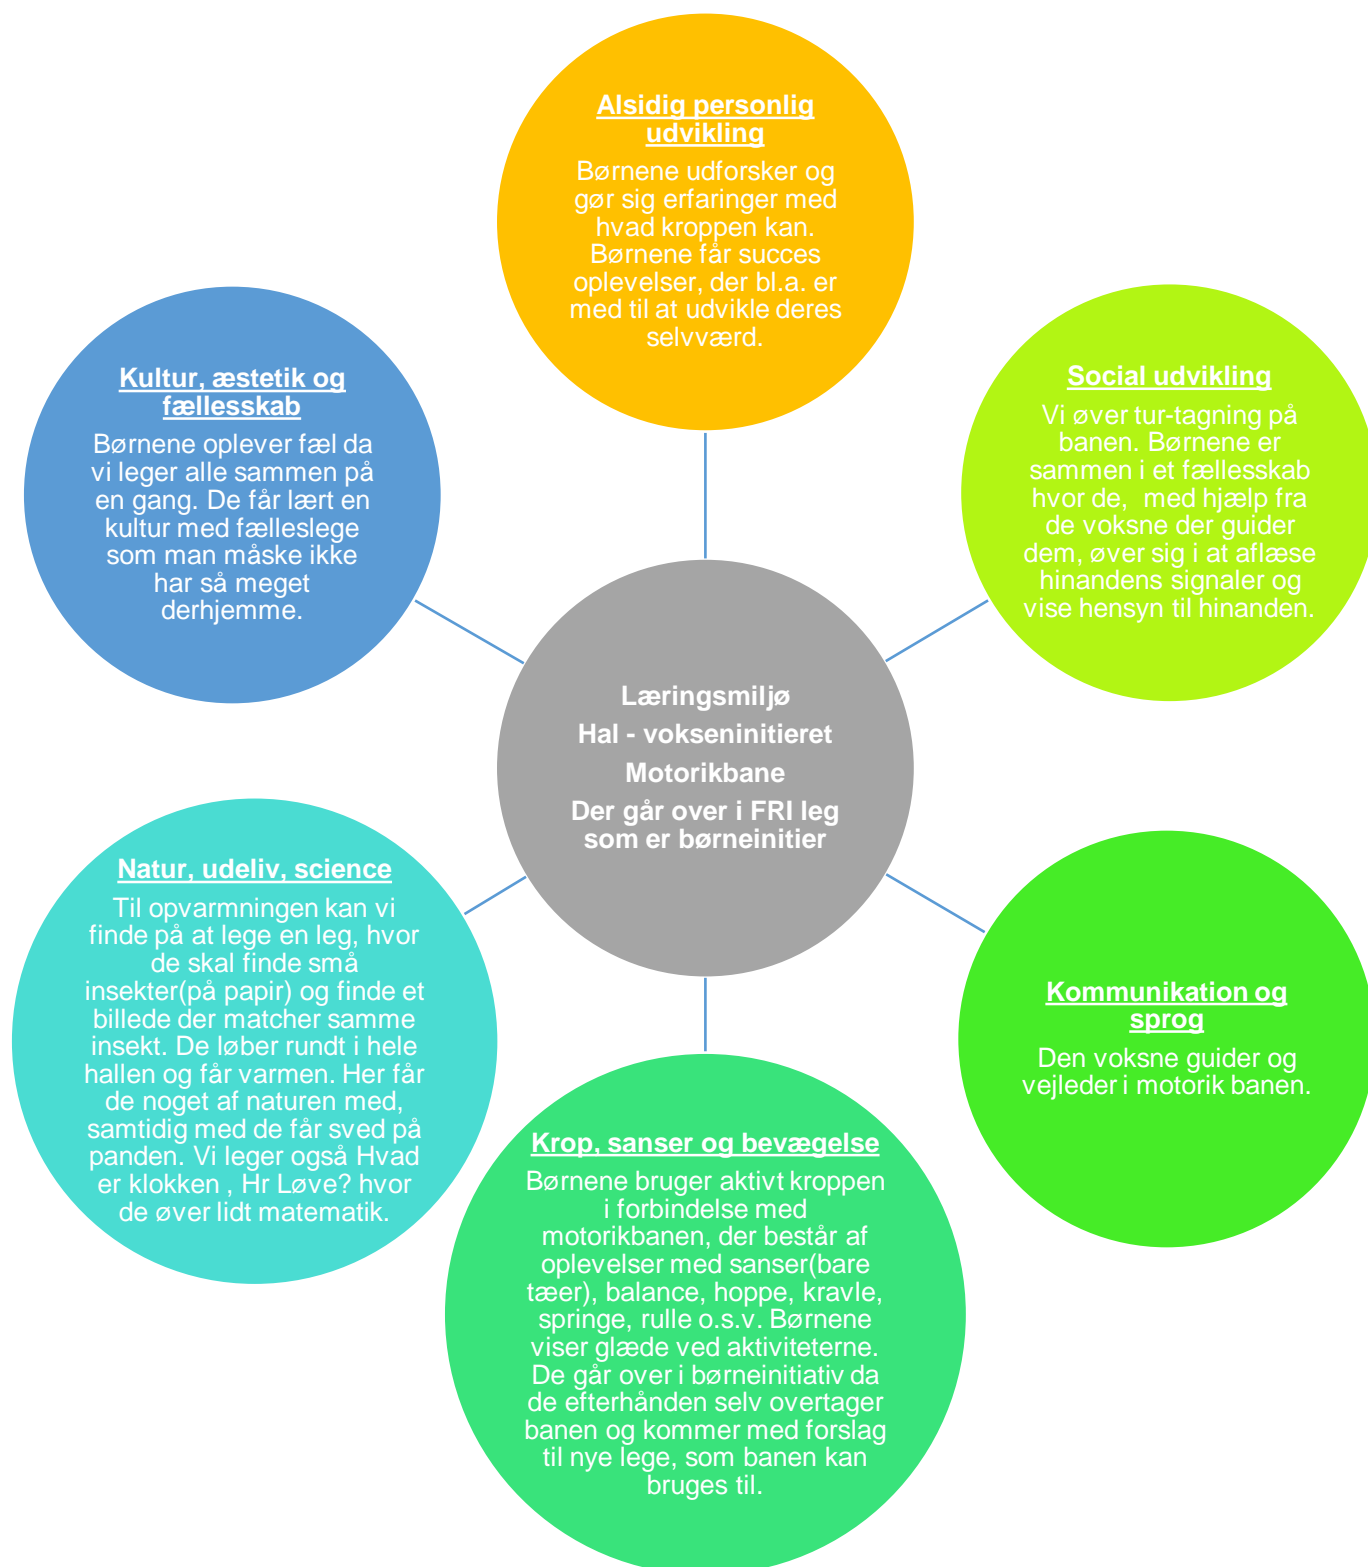 Alsidig personlig
udvikling
Børnene udforsker og
gør sig erfaringer med
hvad kroppen kan.
Børnene får succes
oplevelser, der bl.a. er
med til at udvikle deres
selvværd.
Social udvikling
Vi øver tur-tagning på
banen. Børnene er
sammen i et fællesskab
hvor de,  med hjælp fra
de voksne der guider
dem, øver sig i at aflæse
hinandens signaler og
vise hensyn til hinanden.
Kommunikation og
sprog
Den voksne guider og
vejleder i motorik banen.
Krop, sanser og bevægelse
Børnene bruger aktivt kroppen
i forbindelse med
motorikbanen, der består af
oplevelser med sanser(bare
tæer), balance, hoppe, kravle,
springe, rulle o.s.v. Børnene
viser glæde ved aktiviteterne.
De går over i børneinitiativ da
de efterhånden selv overtager
banen og kommer med forslag
til nye lege, som banen kan
bruges til.
Natur, udeliv, science
Til opvarmningen kan vi
finde på at lege en leg, hvor
de skal finde små
insekter(på papir) og finde et
billede der matcher samme
insekt. De løber rundt i hele
hallen og får varmen. Her får
de noget af naturen med,
samtidig med de får sved på
panden. Vi leger også Hvad
er klokken , Hr Løve? hvor
de øver lidt matematik.
Kultur, æstetik og
fællesskab
Børnene oplever fæl da
vi leger alle sammen på
en gang. De får lært en
kultur med fælleslege
som man måske ikke
har så meget
derhjemme.
Læringsmiljø
Hal - vokseninitieret
Motorikbane
Der går over i FRI leg
som er børneinitier